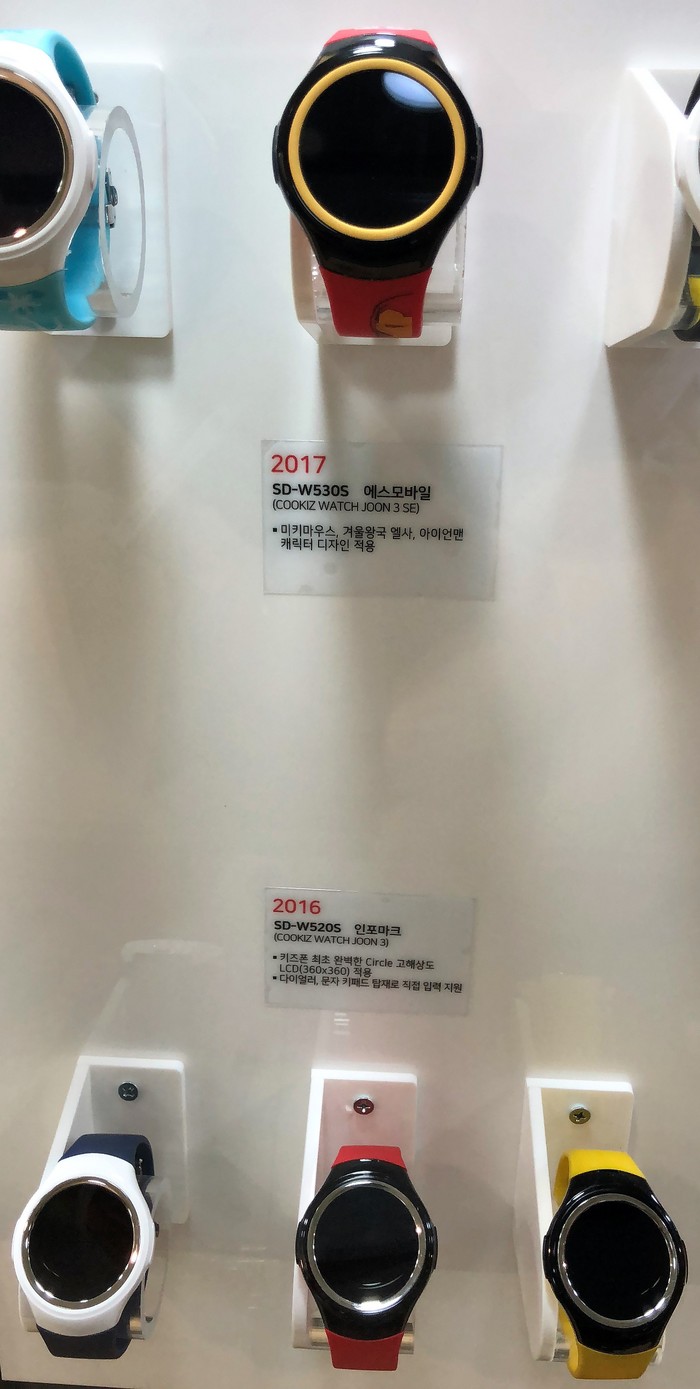 2017
SD-W530S 에스모바일
(COOKIZ WATCH JOON 3 SE)
▪ 미키마우스, 겨울왕국 엘사, 아이언맨
캐릭터 디자인 적용
2016
SD-W520S 인포마크
(COOKIZ WATCH JOON 3)
▪ 키즈폰 최초 완벽한 Circle 고해상도
LCD(360x360) 적용
▪ 다이얼러, 문자 키패드 탑재로 직접 입력 지원